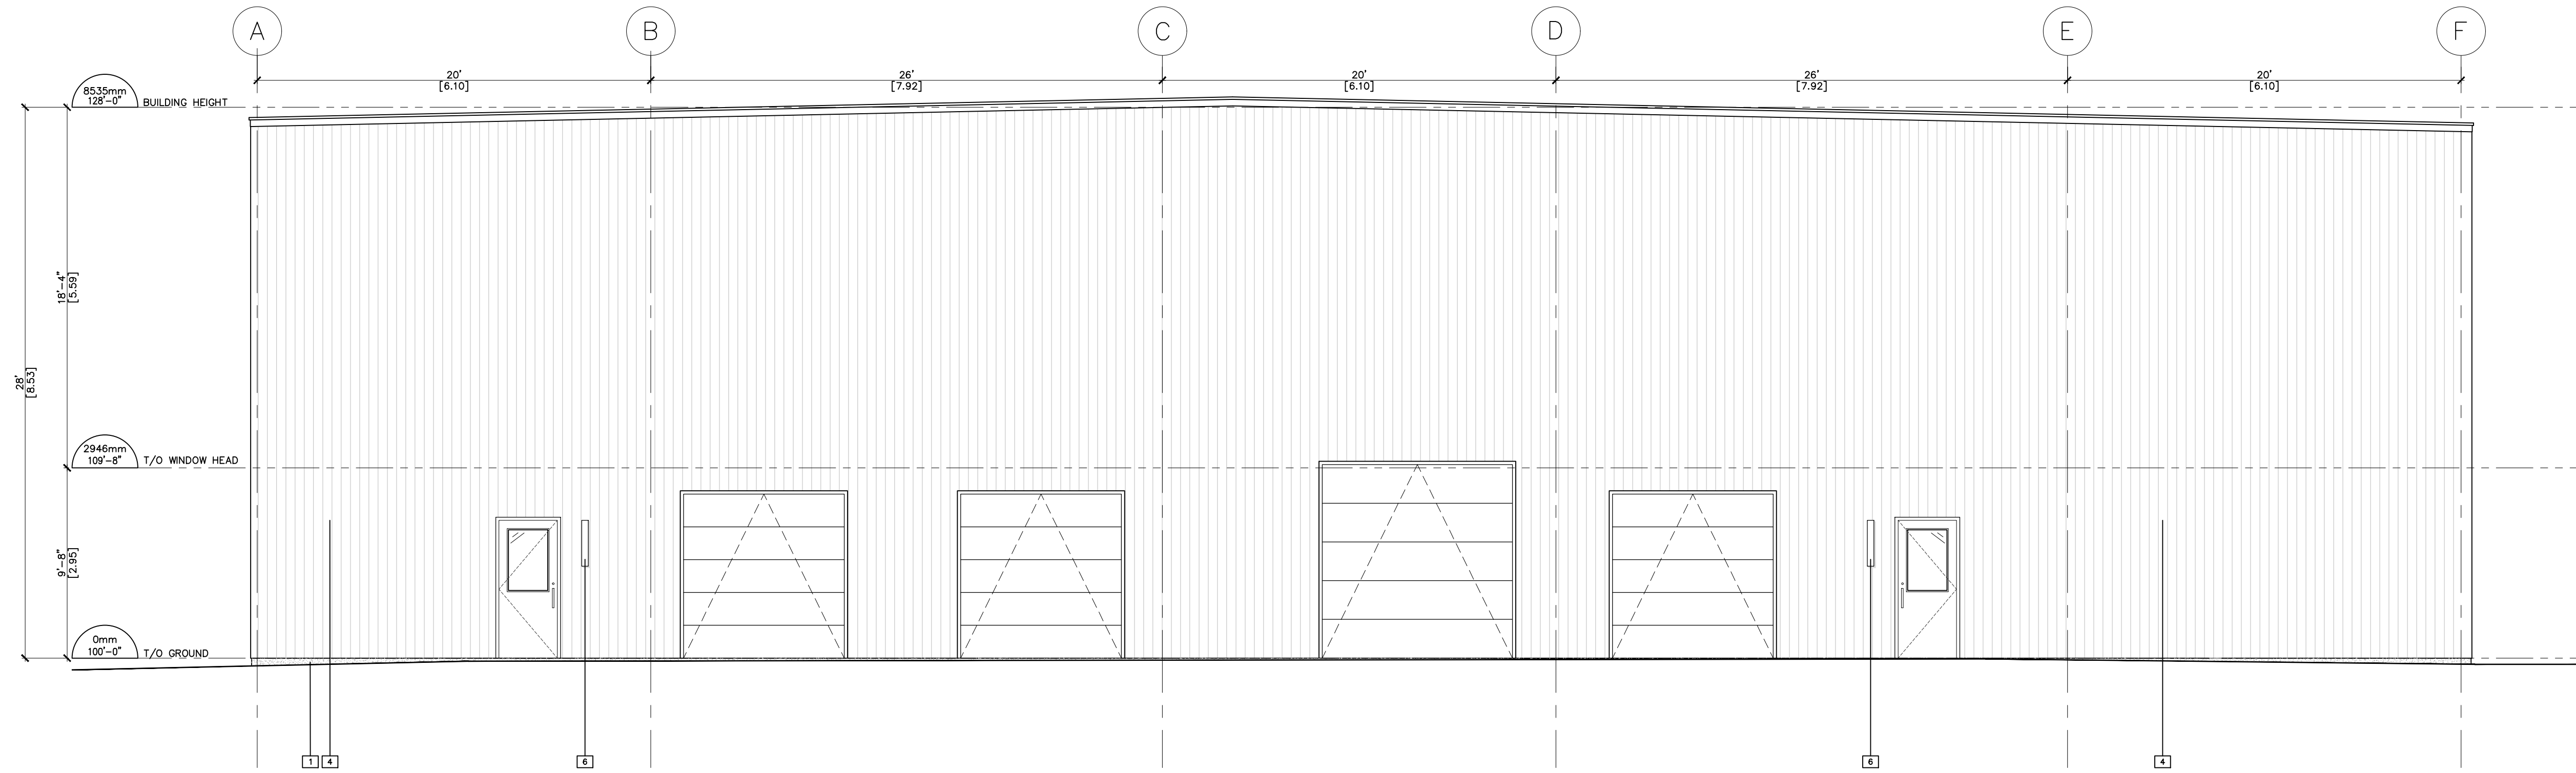 A B C D E F
20' 26' 20' 26' 20'
[6.10] [7.92] [6.10] [7.92] [6.10]
8535mm
128'-0" BUILDING HEIGHT
18'-4"
[5.59]
28'
[8.53]
2946mm
109'-8" T/O WINDOW HEAD
9'-8"
[2.95]
0mm
100'-0" T/O GROUND
1 4 6 6 4